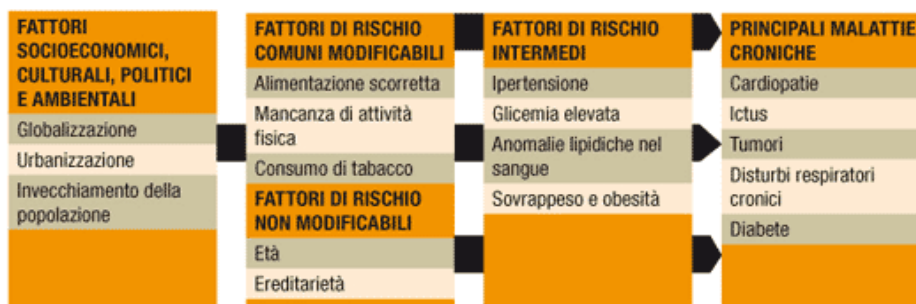 FATTORI
SOCIOECONOMICI,
CULTURALI, POLITICI
E AMBIENTALI
Globalizzazione
Urbanizzazione
Invecchiamento della
popolazione
FATTORI DI RISCHIO
COMUNI MODIFICABILI
Alimentazione scorretta
Mancanza di attività
fisica
Consumo di tabacco
FATTORI DI RISCHIO
NON MODIFICABILI
Età
Ereditarietà
FATTORI DI RISCHIO
INTERMEDI
Ipertensione
Glicemia elevata
Anomalie lipidiche nel
sangue
Sovrappeso e obesità
PRINCIPALI MALATTIE
CRONICHE
Cardiopatie
Ictus
Tumori
Disturbi respiratori
cronici
Diabete